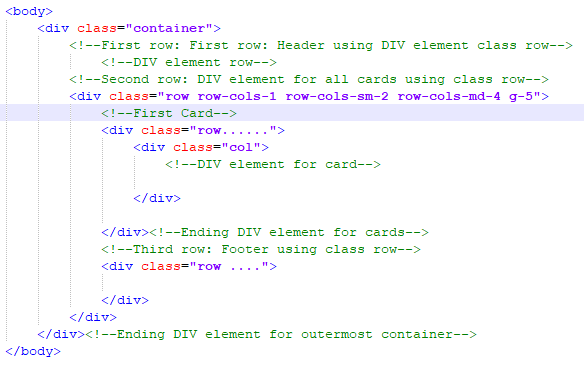 <body>
<div class="container">
<!--First row: First row: Header using DIV element class row-->
<!--DIV element row-->
<!--Second row: DIV element for all cards using class row-->
<div class="row row-cols-1 row-cols-sm-2 row-cols-md-4 g-5">
<!--First Card-->
<div class="row......">
<div class="col">
<!--DIV element for card-->
</div>
</div><!--Ending DIV element for cards-->
<!--Third row: Footer using class row-->
<div class="row ....">
</div>
</div>
</div><!--Ending DIV element for outermost container-->
</body>